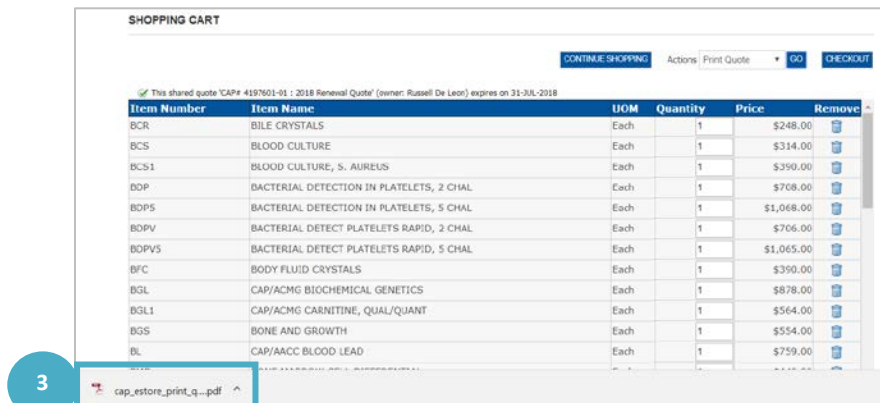 SHOPPING CART
CONTINUE SHOPPING Actions Print Quote GO CHECKOUT
This shared quote 'CAP# 4197601-01 : 2018 Renewal Quote' (owner: Russell De Leon) expires on 31-JUL-2018
Item Number Item Name UOM Quantity Price Remove
BCR BILE CRYSTALS Each 1 $248.00
BCS BLOOD CULTURE Each 1 $314.00
BCS1 BLOOD CULTURE, S. AUREUS Each 1 $390.00
BDP BACTERIAL DETECTION IN PLATELETS, 2 CHAL Each 1 $708.00
BDP5 BACTERIAL DETECTION IN PLATELETS, 5 CHAL Each 1 $1,068.00
BDPV BACTERIAL DETECT PLATELETS RAPID, 2 CHAL Each 1 $706.00
BDPV5 BACTERIAL DETECT PLATELETS RAPID, 5 CHAL Each 1 $1,065.00
BFC BODY FLUID CRYSTALS Each 1 $390.00
BGL CAP/ACMG BIOCHEMICAL GENETICS Each 1 $878.00
BGL1 CAP/ACMG CARNITINE, QUAL/QUANT Each 1 $564.00
BGS BONE AND GROWTH Each 1 $554.00
BL CAP/AACC BLOOD LEAD Each 1 $759.00
3 cap_estore_print_q....pdf